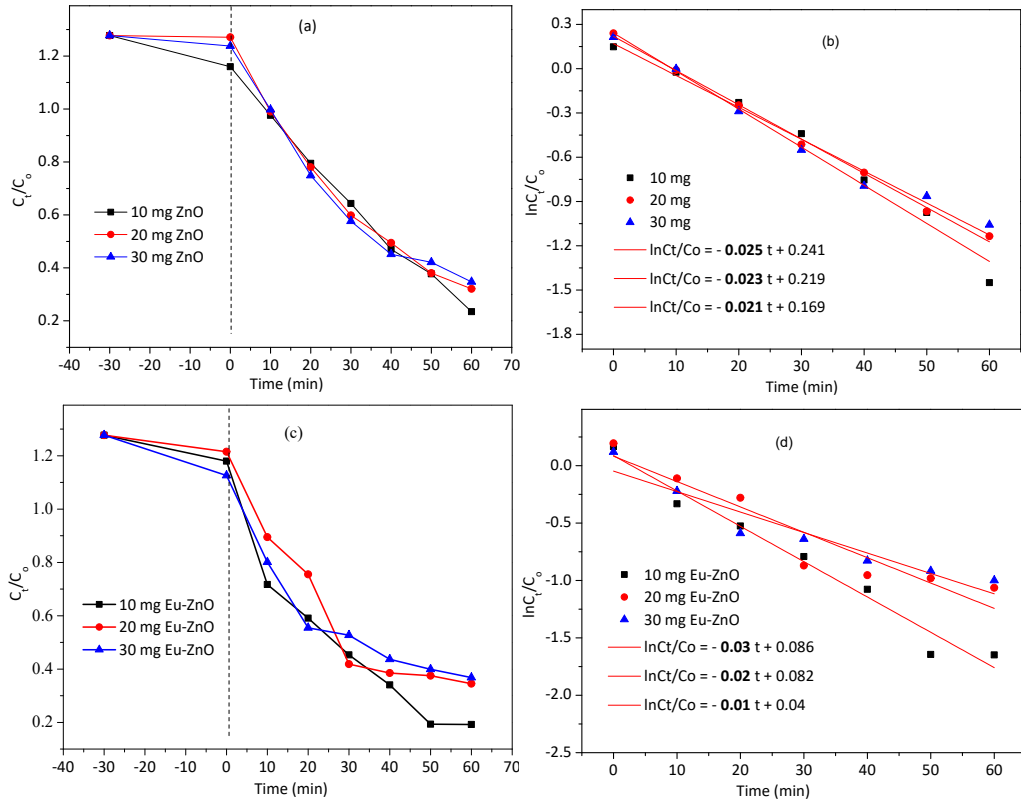 (a)
C_t/C_o
1.2
1.0
0.8
0.6
0.4
0.2
10 mg ZnO
20 mg ZnO
30 mg ZnO
-40 -30 -20 -10 0 10 20 30 40 50 60 70
Time (min)
(b)
lnC_t/C_o
0.3
0.0
-0.3
-0.6
-0.9
-1.2
-1.5
-1.8
10 mg
20 mg
30 mg
lnCt/Co = - 0.025 t + 0.241
lnCt/Co = - 0.023 t + 0.219
lnCt/Co = - 0.021 t + 0.169
0 10 20 30 40 50 60
Time (min)
(c)
C_t/C_o
1.2
1.0
0.8
0.6
0.4
0.2
10 mg Eu-ZnO
20 mg Eu-ZnO
30 mg Eu-ZnO
-40 -30 -20 -10 0 10 20 30 40 50 60 70
Time (min)
(d)
lnC_t/C_o
0.0
-0.5
-1.0
-1.5
-2.0
-2.5
10 mg Eu-ZnO
20 mg Eu-ZnO
30 mg Eu-ZnO
lnCt/Co = - 0.03 t + 0.086
lnCt/Co = - 0.02 t + 0.082
lnCt/Co = - 0.01 t + 0.04
0 10 20 30 40 50 60
Time (min)